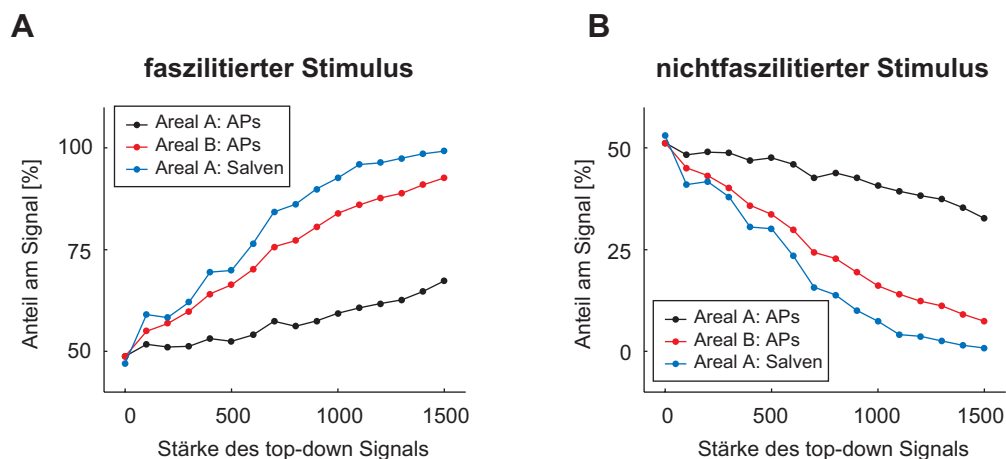 A
faszilitierter Stimulus
Areal A: APs
Areal B: APs
Areal A: Salven
Anteil am Signal [%]
100
75
50
0 500 1000 1500
Stärke des top-down Signals
B
nichtfaszilitierter Stimulus
Anteil am Signal [%]
50
25
0
Areal A: APs
Areal B: APs
Areal A: Salven
0 500 1000 1500
Stärke des top-down Signals